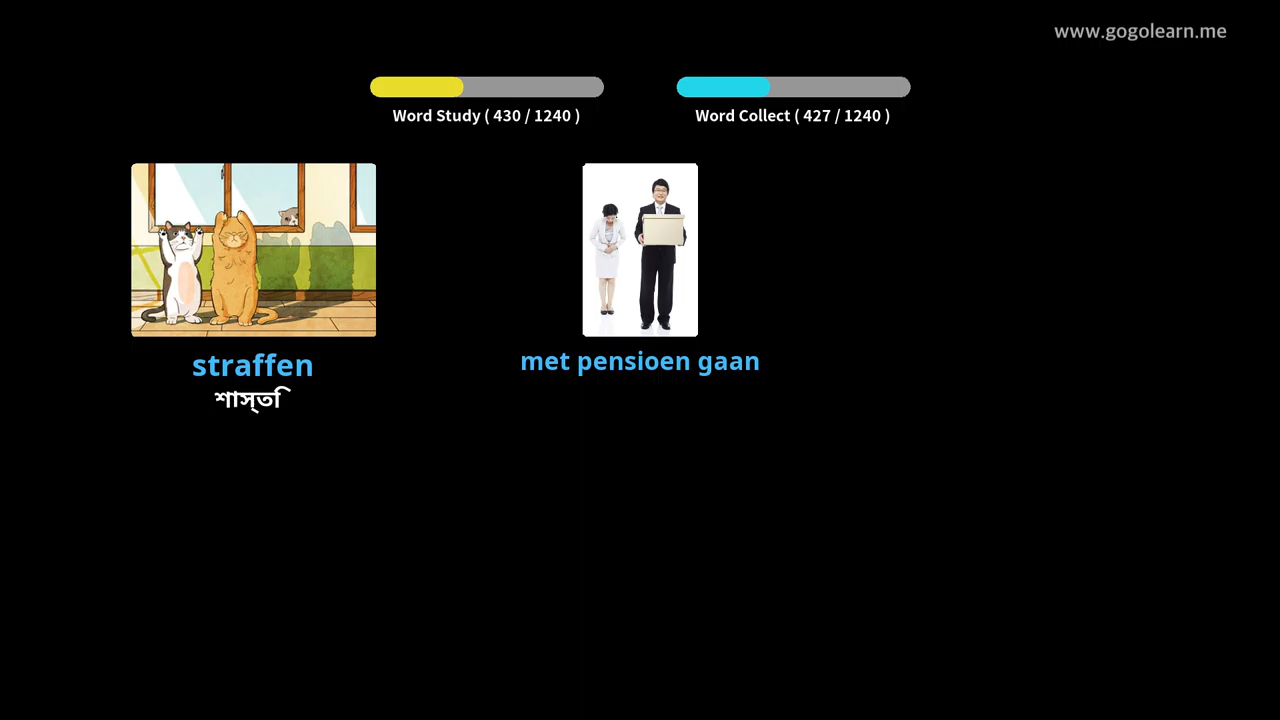 www.gogolearn.me
Word Study ( 430 / 1240 )
Word Collect ( 427 / 1240 )
straffen
met pensioen gaan
শাস্তি